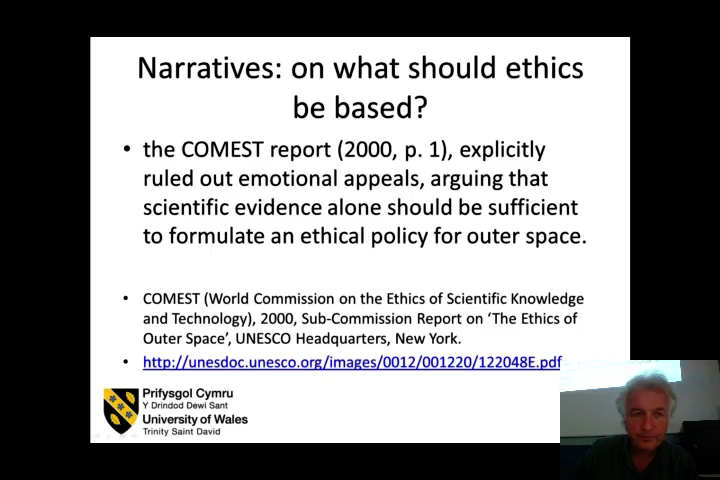 Narratives: on what should ethics
be based?
• the COMEST report (2000, p. 1), explicitly
ruled out emotional appeals, arguing that
scientific evidence alone should be sufficient
to formulate an ethical policy for outer space.
• COMEST (World Commission on the Ethics of Scientific Knowledge
and Technology), 2000, Sub-Commission Report on ‘The Ethics of
Outer Space’, UNESCO Headquarters, New York.
• http://unesdoc.unesco.org/images/0012/001220/122048E.pdf
Prifysgol Cymru
Y Drindod Dewi Sant
University of Wales
Trinity Saint David